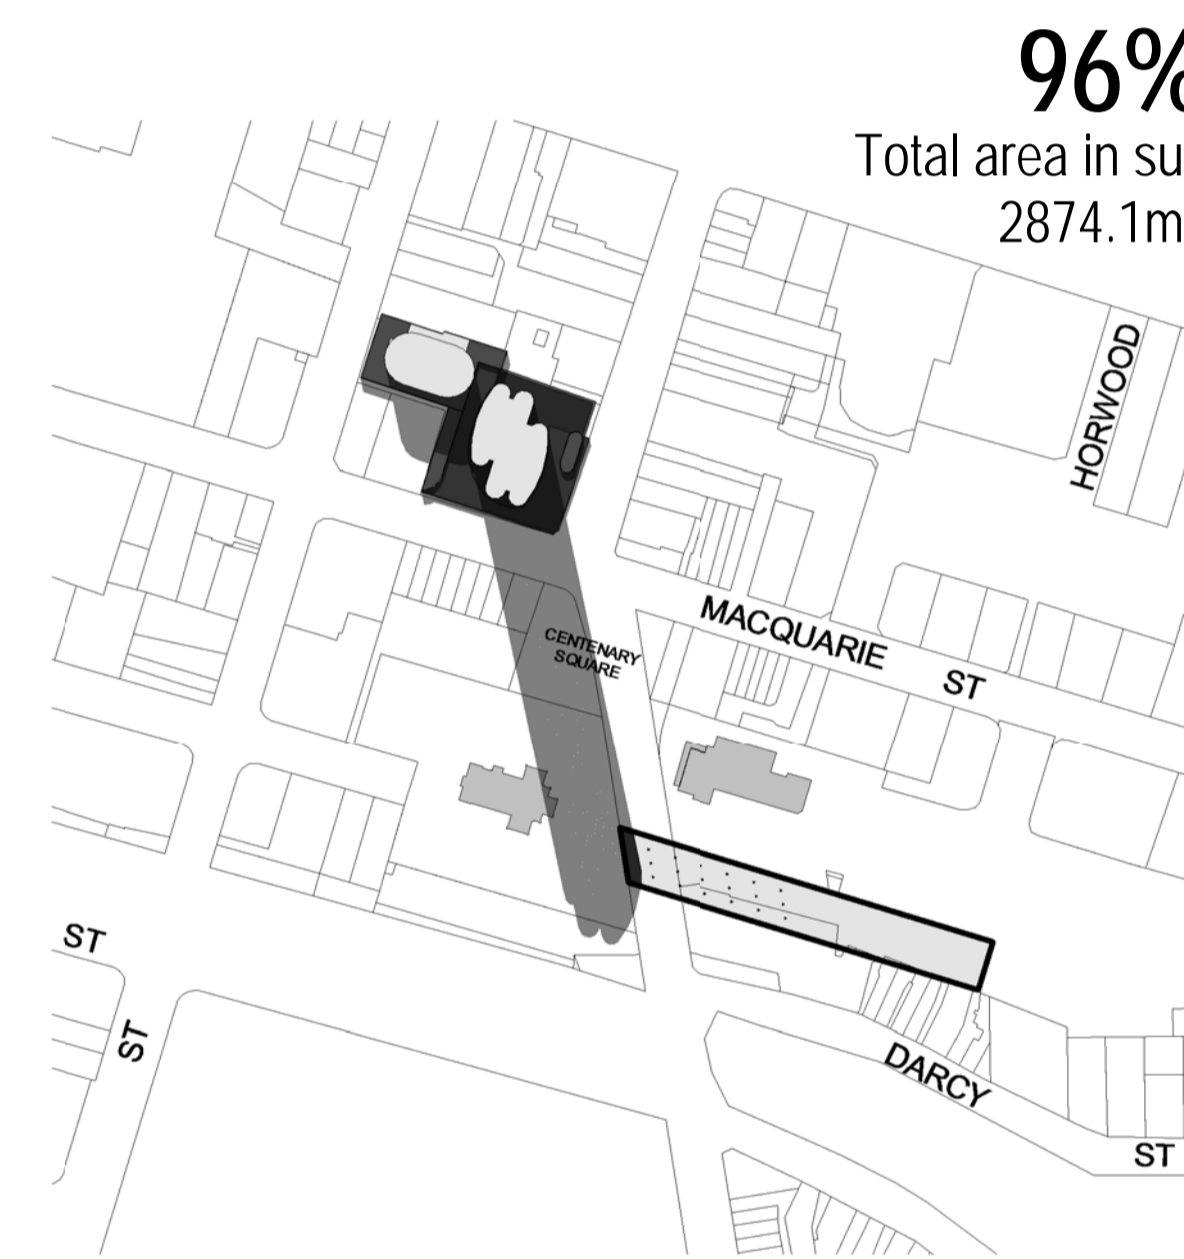 96%
Total area in su
2874.1m
HORWOOD
MACQUARIE ST
CENTENARY
SQUARE
ST
ST
DARCY
ST